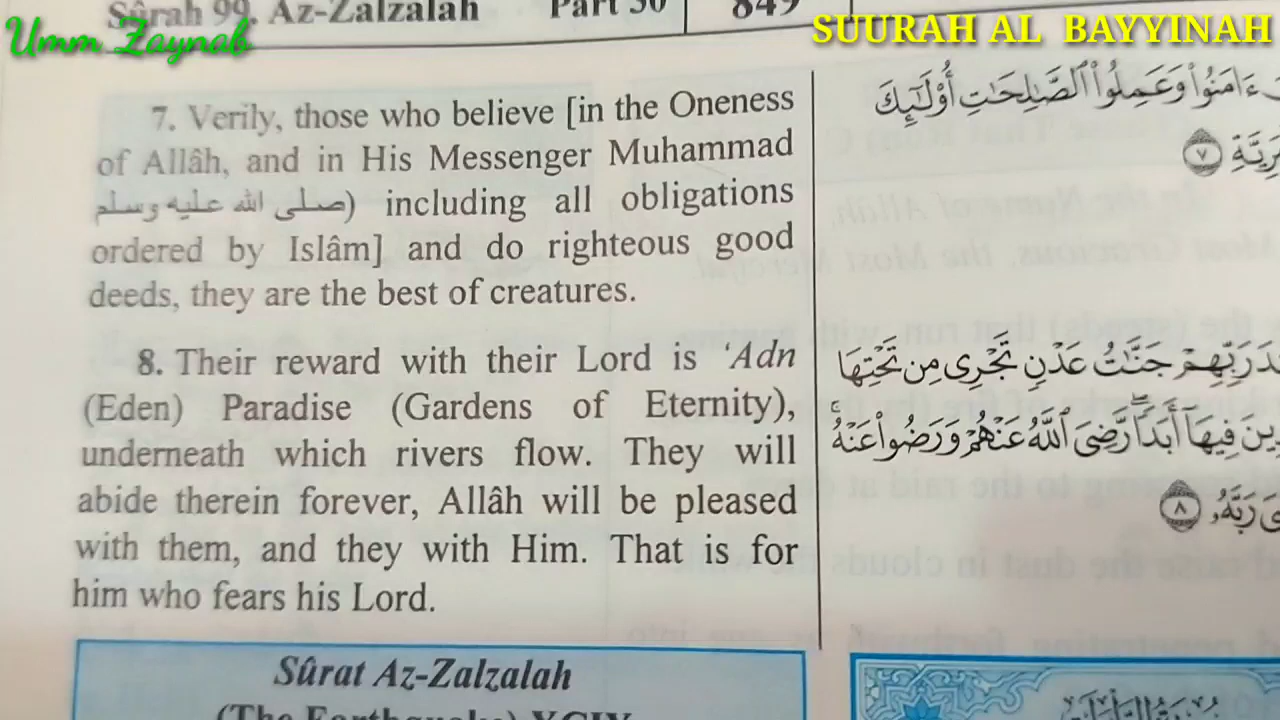 Sûrah 99. Az-Zalzalah Part 30 849
Umm Zaynab
SUURAH AL BAYYINAH
7. Verily, those who believe [in the Oneness
of Allâh, and in His Messenger Muhammad
صلى الله عليه وسلم) including all obligations
ordered by Islâm] and do righteous good
deeds, they are the best of creatures.
8. Their reward with their Lord is ‘Adn
(Eden) Paradise (Gardens of Eternity),
underneath which rivers flow. They will
abide therein forever, Allâh will be pleased
with them, and they with Him. That is for
him who fears his Lord.
ءَامَنُوا۟ وَعَمِلُوا۟ ٱلصَّـٰلِحَـٰتِ أُو۟لَـٰٓئِكَ
٧
رَبِّهِمْ جَنَّـٰتُ عَدْنٍ تَجْرِى مِن تَحْتِهَا
فِيهَآ أَبَدًا ۖ رَّضِىَ ٱللَّهُ عَنْهُمْ وَرَضُوا۟ عَنْهُ ۚ
رَبَّهُۥ ٨
Sûrat Az-Zalzalah
(The Earthquake) XCIX